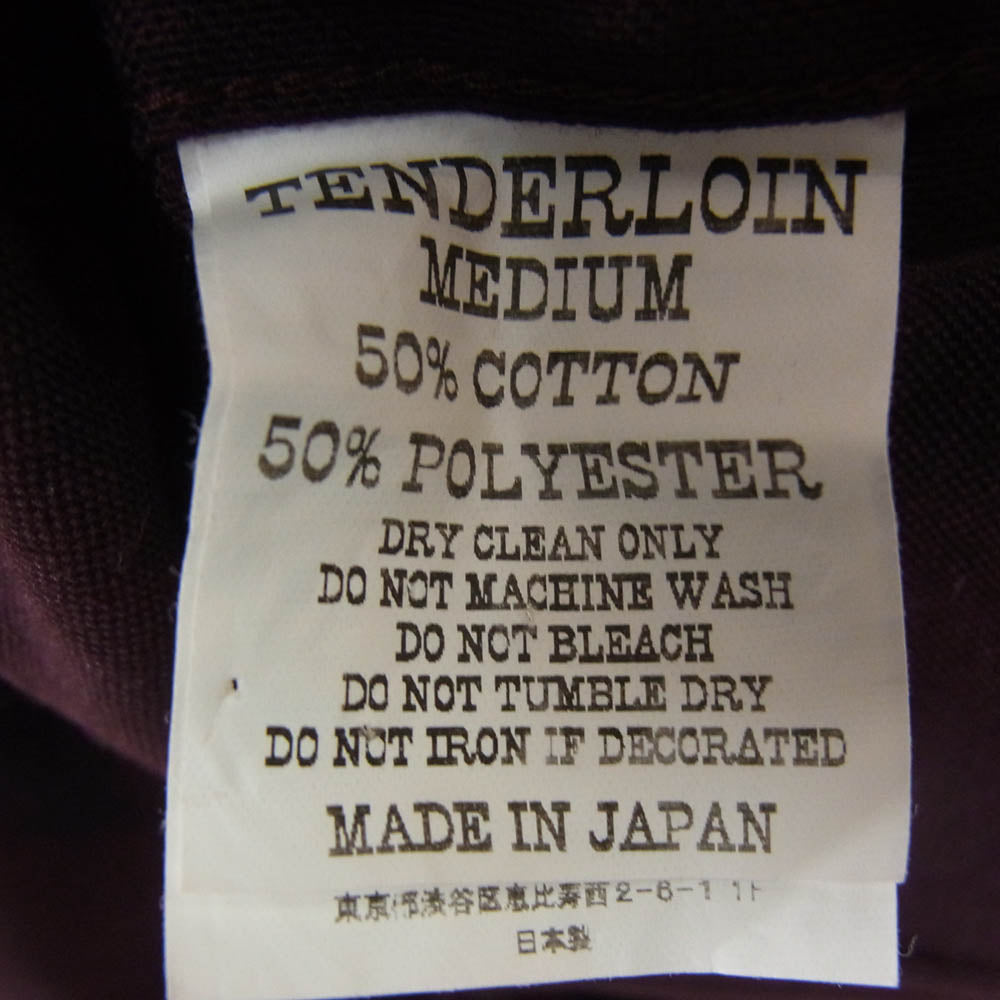 TENDERLOIN
MEDIUM
50% COTTON
50% POLYESTER
DRY CLEAN ONLY
DO NOT MACHINE WASH
DO NOT BLEACH
DO NOT TUMBLE DRY
DO NOT IRON IF DECORATED
MADE IN JAPAN
東京都渋谷区恵比寿西2-6-1 1F
日本製